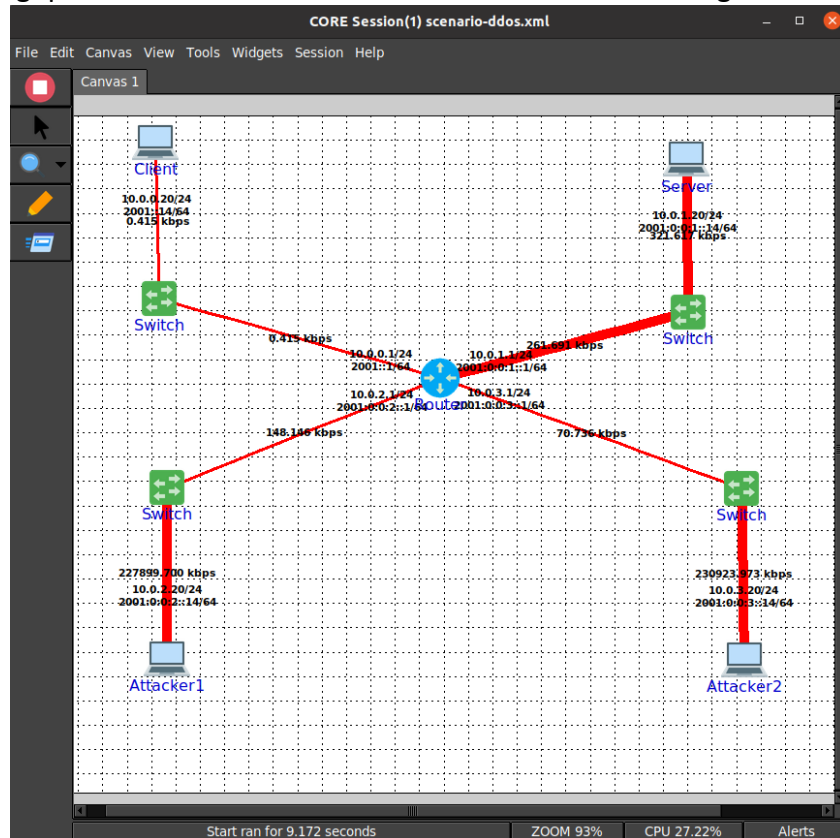 CORE Session(1) scenario-ddos.xml
File Edit Canvas View Tools Widgets Session Help
Canvas 1
Client
10.0.0.20/24
2001::14/64
0.415 kbps
Server
10.0.1.20/24
2001:0:0:1::14/64
321.617 kbps
Switch
Switch
0.415 kbps
10.0.0.1/24
2001::1/64
10.0.1.1/24
2001:0:0:1::1/64
261.691 kbps
10.0.2.1/24
2001:0:0:2::1/64
Router
10.0.3.1/24
2001:0:0:3::1/64
148.146 kbps
70.736 kbps
Switch
Switch
227899.700 kbps
10.0.2.20/24
2001:0:0:2::14/64
230923.973 kbps
10.0.3.20/24
2001:0:0:3::14/64
Attacker1
Attacker2
Start ran for 9.172 seconds
ZOOM 93%
CPU 27.22%
Alerts